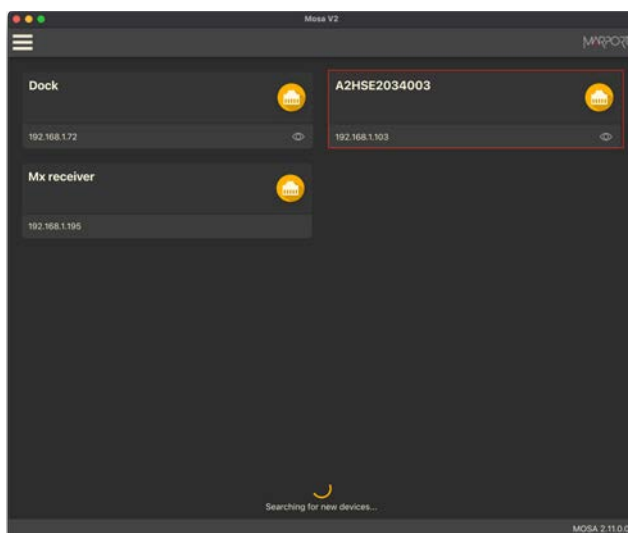 Mosa V2
MARPORT
Dock
192.168.1.72
A2HSE2034003
192.168.1.103
Mx receiver
192.168.1.195
Searching for new devices...
MOSA 2.11.0.0